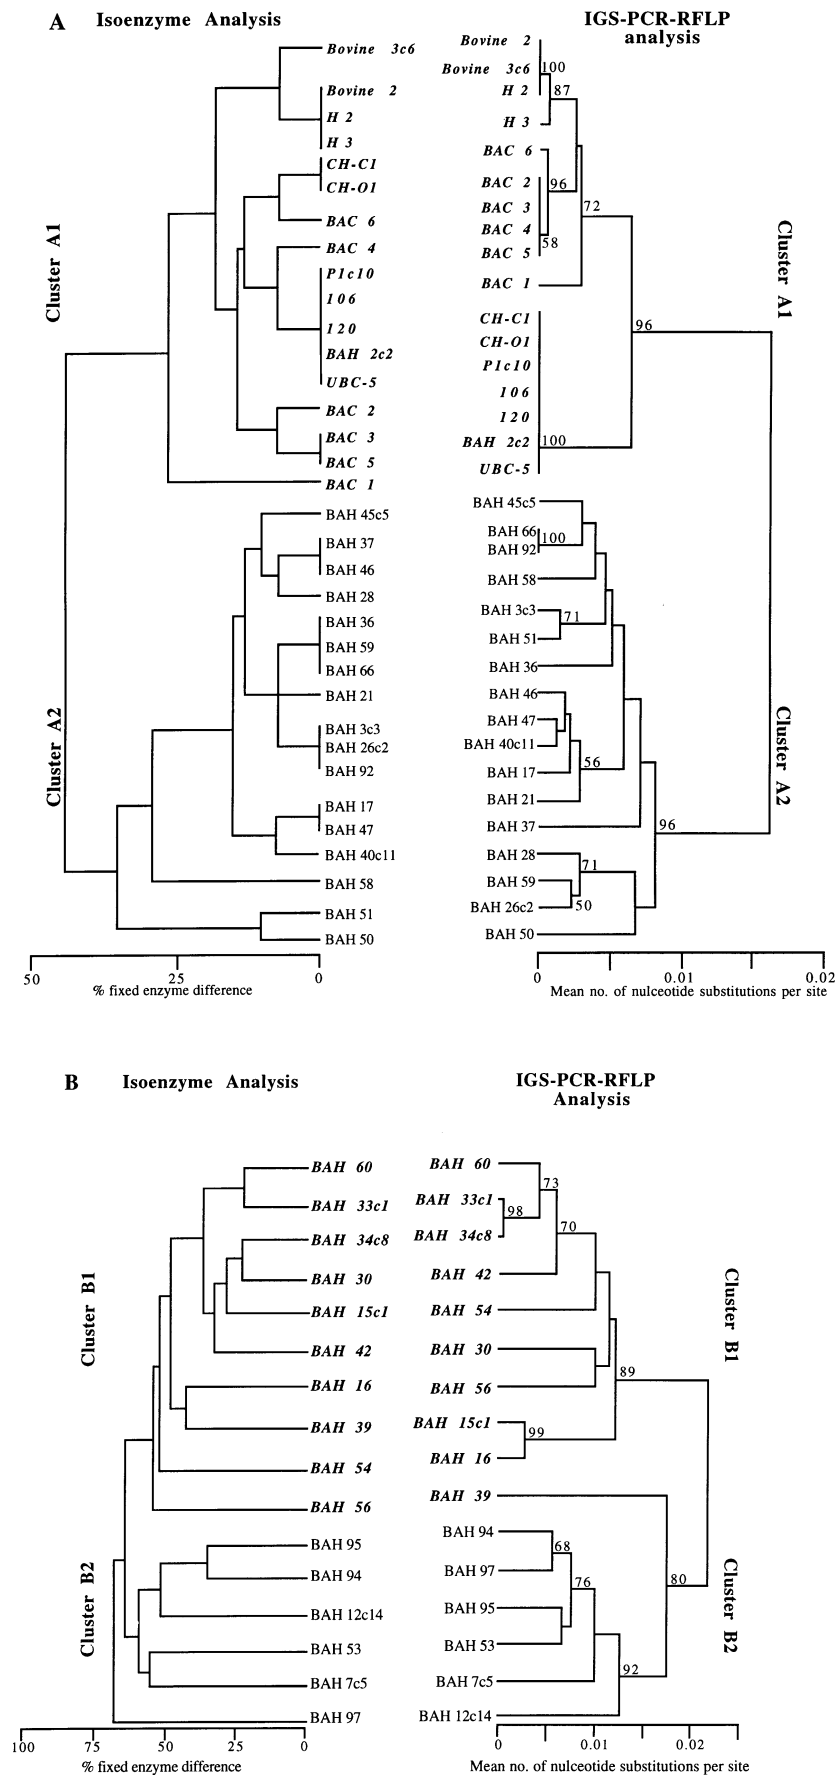 A Isoenzyme Analysis
IGS-PCR-RFLP
analysis
Bovine 3c6
Bovine 2
H 2
H 3
CH-C1
CH-O1
BAC 6
BAC 4
P1c10
106
120
BAH 2c2
UBC-5
BAC 2
BAC 3
BAC 5
BAC 1
BAH 45c5
BAH 37
BAH 46
BAH 28
BAH 36
BAH 59
BAH 66
BAH 21
BAH 3c3
BAH 26c2
BAH 92
BAH 17
BAH 47
BAH 40c11
BAH 58
BAH 51
BAH 50
Cluster A1
Cluster A2
50
25
0
% fixed enzyme difference
Bovine 2
Bovine 3c6
H 2
H 3
BAC 6
BAC 2
BAC 3
BAC 4
BAC 5
BAC 1
CH-C1
CH-O1
P1c10
106
120
BAH 2c2
UBC-5
BAH 45c5
BAH 66
BAH 92
BAH 58
BAH 3c3
BAH 51
BAH 36
BAH 46
BAH 47
BAH 40c11
BAH 17
BAH 21
BAH 37
BAH 28
BAH 59
BAH 26c2
BAH 50
100
87
96
58
72
96
100
100
71
56
96
71
50
Cluster A1
Cluster A2
0
0.01
0.02
Mean no. of nulceotide substitutions per site
B Isoenzyme Analysis
IGS-PCR-RFLP
Analysis
BAH 60
BAH 33c1
BAH 34c8
BAH 30
BAH 15c1
BAH 42
BAH 16
BAH 39
BAH 54
BAH 56
BAH 95
BAH 94
BAH 12c14
BAH 53
BAH 7c5
BAH 97
Cluster B1
Cluster B2
100
75
50
25
0
% fixed enzyme difference
BAH 60
BAH 33c1
BAH 34c8
BAH 42
BAH 54
BAH 30
BAH 56
BAH 15c1
BAH 16
BAH 39
BAH 94
BAH 97
BAH 95
BAH 53
BAH 7c5
BAH 12c14
73
98
70
89
99
68
76
80
92
Cluster B1
Cluster B2
0
0.01
0.02
Mean no. of nulceotide substitutions per site